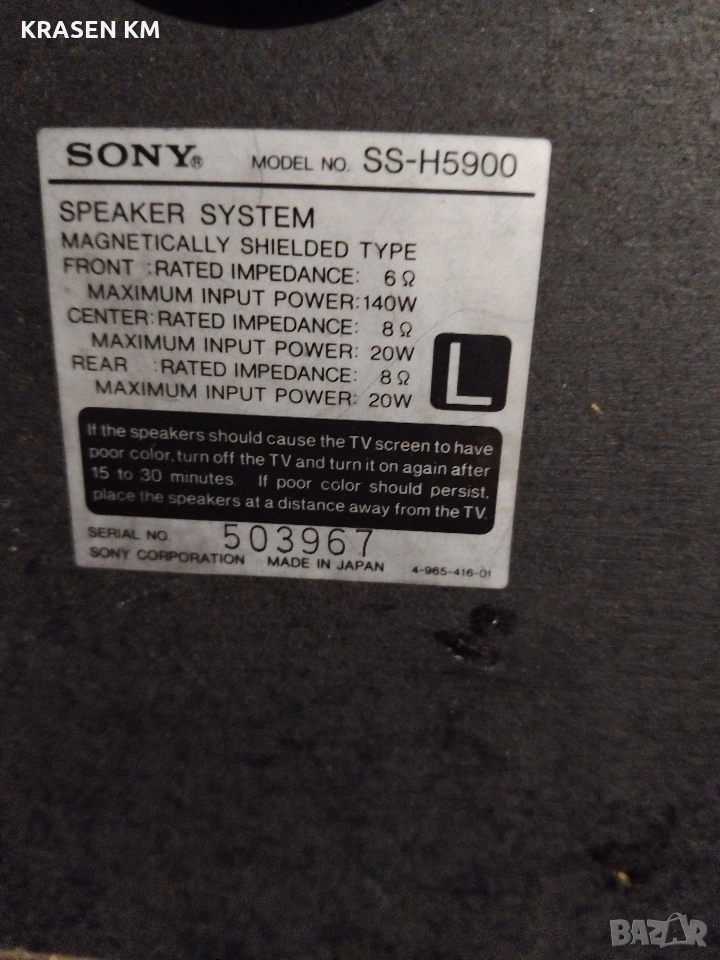 KRASEN KM
SONY® MODEL NO. SS-H5900
SPEAKER SYSTEM
MAGNETICALLY SHIELDED TYPE
FRONT :RATED IMPEDANCE: 6Ω
MAXIMUM INPUT POWER:140W
CENTER:RATED IMPEDANCE: 8Ω
MAXIMUM INPUT POWER: 20W
REAR :RATED IMPEDANCE: 8Ω
MAXIMUM INPUT POWER: 20W
L
If the speakers should cause the TV screen to have
poor color, turn off the TV and turn it on again after
15 to 30 minutes. If poor color should persist,
place the speakers at a distance away from the TV.
SERIAL NO. 503967
SONY CORPORATION MADE IN JAPAN 4-965-416-01
BAZAR